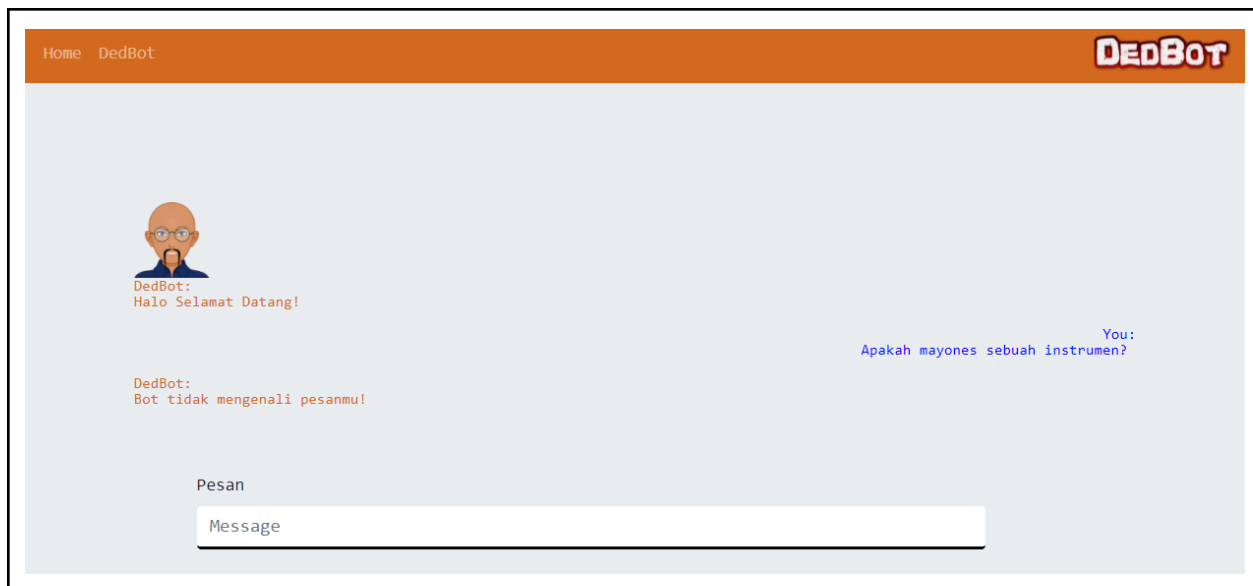 Home DedBot DEDBOT
DedBot:
Halo Selamat Datang!
You:
Apakah mayones sebuah instrumen?
DedBot:
Bot tidak mengenali pesanmu!
Pesan
Message